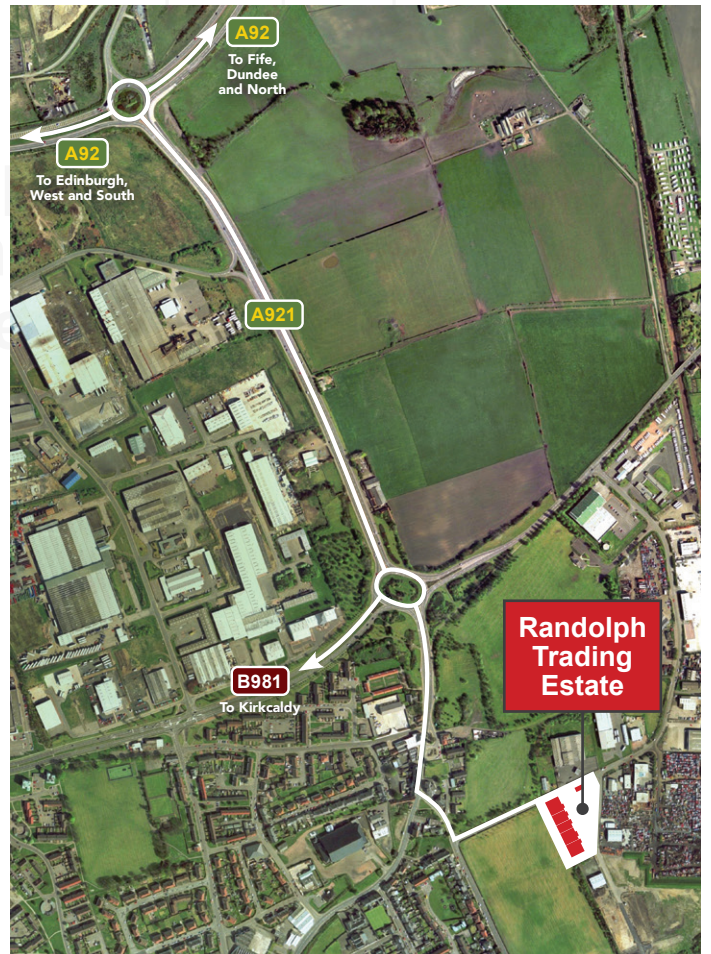 A92
To Fife,
Dundee
and North
A92
To Edinburgh,
West and South
A921
Randolph
Trading
Estate
B981
To Kirkcaldy